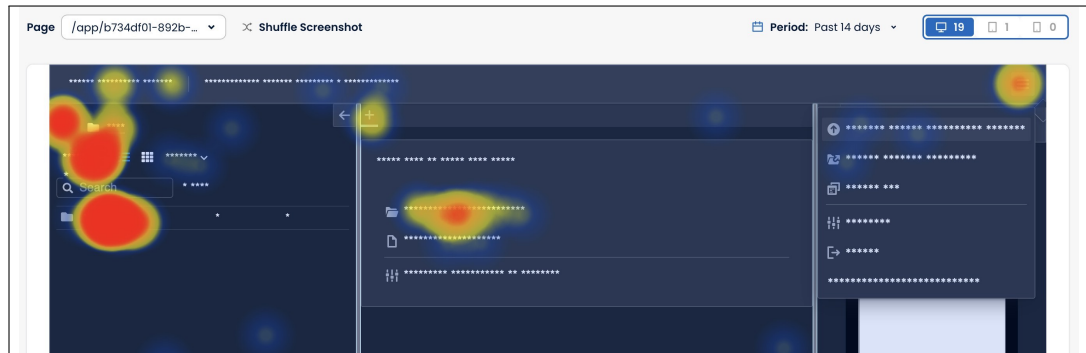 Page /app/b734df01-892b-... Shuffle Screenshot Period: Past 14 days 19 1 0
****** ********** ******* ************* ******* ********* * *************
****
*******
***** **** ** ***** **** *****
Search * ****
* *
*****************************
***********************
********* *********** ** ********
******* ****** *********** *******
****** ******* *********
****** ***
********
******
****************************